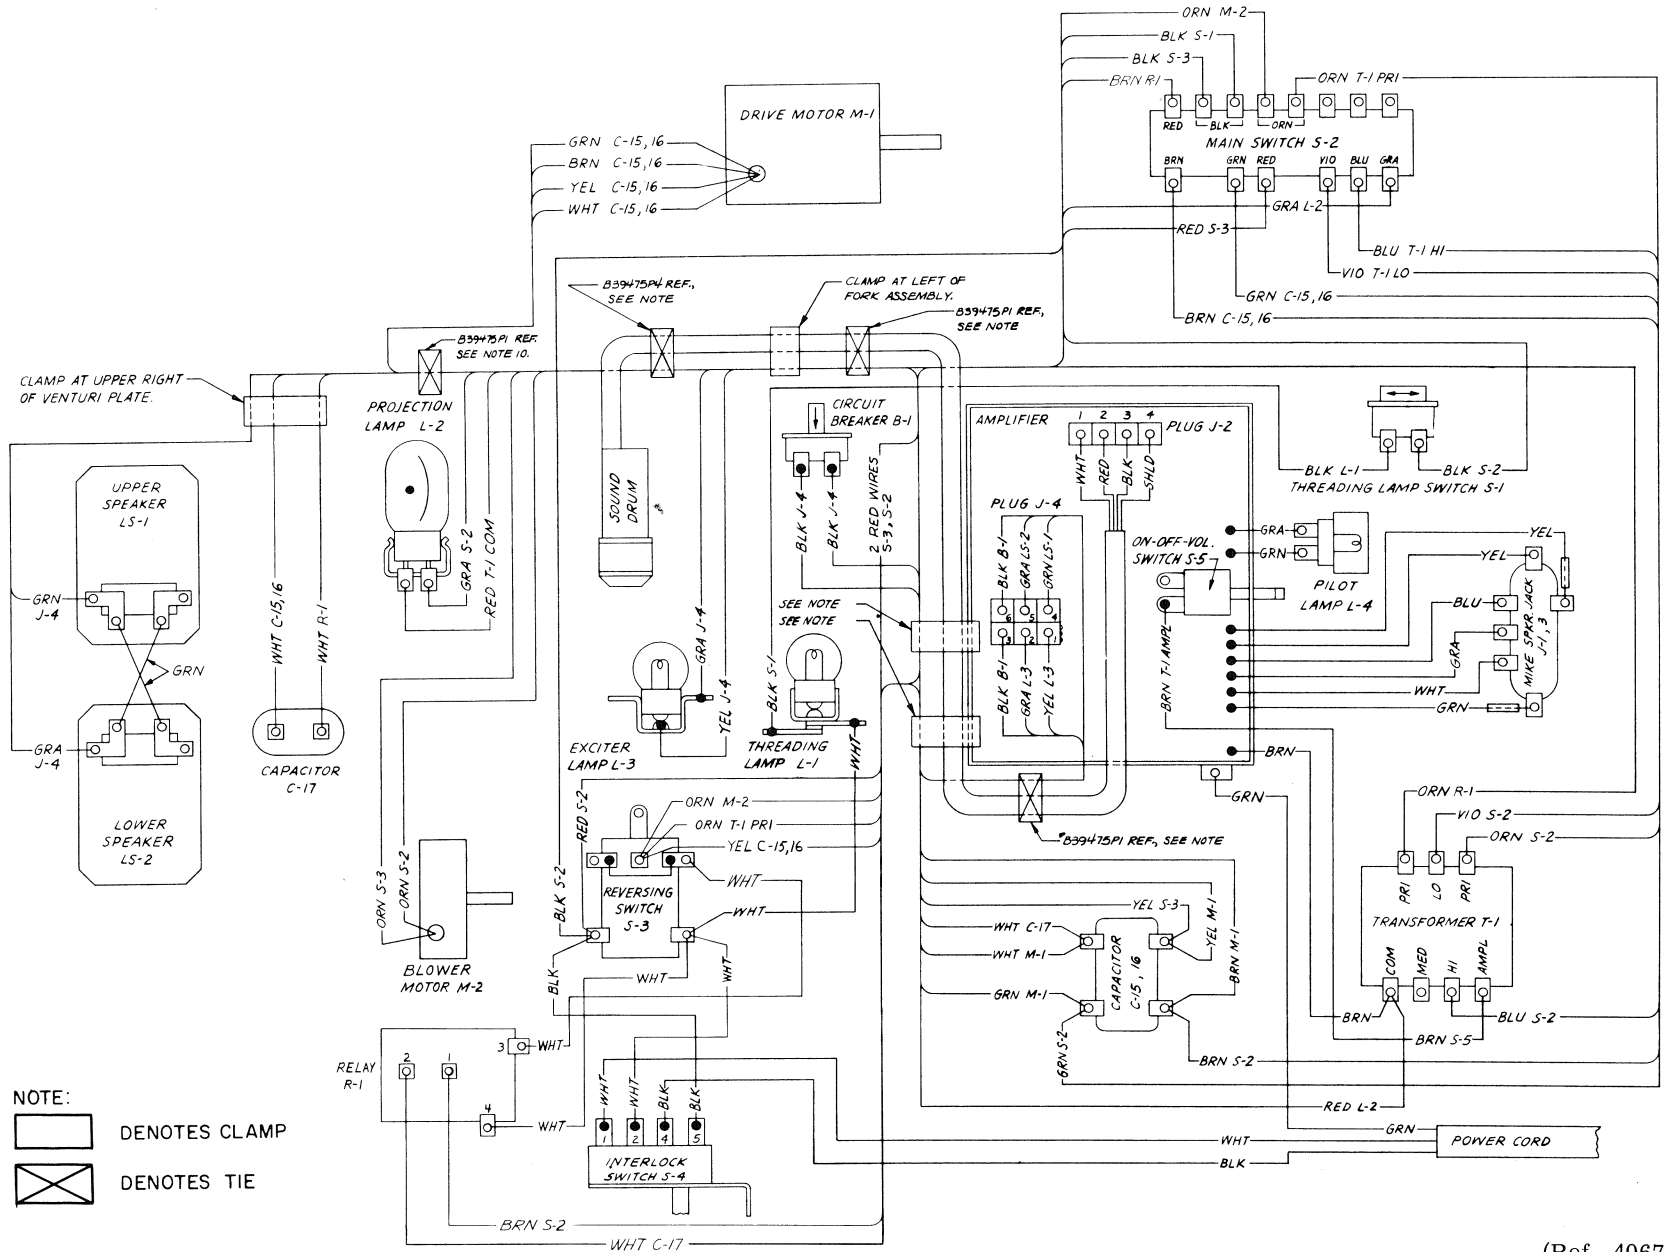 ORN M-2
BLK S-1
BLK S-3
BRN R-1
ORN T-1 PRI
RED
BLK
ORN
MAIN SWITCH S-2
BRN
GRN
RED
VIO
BLU
GRA
GRA L-2
RED S-3
BLU T-1 HI
VIO T-1 LO
GRN C-15, 16
BRN C-15, 16
DRIVE MOTOR M-1
GRN C-15, 16
BRN C-15, 16
YEL C-15, 16
WHT C-15, 16
B39475P4 REF.,
SEE NOTE
CLAMP AT LEFT OF
FORK ASSEMBLY.
B39475P1 REF.,
SEE NOTE
B39475P1 REF.
SEE NOTE 10.
CLAMP AT UPPER RIGHT
OF VENTURI PLATE.
PROJECTION
LAMP L-2
UPPER
SPEAKER
LS-1
GRN
J-4
GRN
GRA
J-4
LOWER
SPEAKER
LS-2
WHT C-15, 16
WHT R-1
CAPACITOR
C-17
GRA S-2
RED T-1 COM
SOUND
DRUM
CIRCUIT
BREAKER B-1
BLK J-4
BLK J-4
2 RED WIRES
S-3, S-2
AMPLIFIER
1 2 3 4
PLUG J-2
WHT
RED
BLK
SHLD
PLUG J-4
BLK B-1
GRA LS-2
GRN LS-1
6 5 4
3 2 1
BLK B-1
GRA L-3
YEL L-3
BLK L-1
BLK S-2
THREADING LAMP SWITCH S-1
ON-OFF-VOL.
SWITCH S-5
GRA
GRN
PILOT
LAMP L-4
YEL
YEL
BLU
GRA
WHT
GRN
MIKE SPKR. JACK
J-1, 3
BRN T-1 AMPL
BRN
GRN
SEE NOTE
SEE NOTE
GRA J-4
YEL J-4
EXCITER
LAMP L-3
BLK S-1
THREADING
LAMP L-1
WHT
B39475P1 REF., SEE NOTE
RED S-2
ORN M-2
ORN T-1 PRI
YEL C-15, 16
WHT
WHT
REVERSING
SWITCH
S-3
BLK S-2
BLK
WHT
WHT
ORN S-3
ORN S-2
BLOWER
MOTOR M-2
ORN R-1
VIO S-2
ORN S-2
PRI
LO
PRI
TRANSFORMER T-1
COM
MED
HI
AMPL
BRN
BLU S-2
BRN S-5
YEL S-3
YEL M-1
BRN M-1
WHT C-17
WHT M-1
GRN M-1
CAPACITOR
C-15, 16
GRN S-2
BRN S-2
RED L-2
RELAY
R-1
2
1
3
4
WHT
WHT
WHT
WHT
BLK
BLK
1 2 4 5
INTERLOCK
SWITCH S-4
GRN
WHT
BLK
POWER CORD
BRN S-2
WHT C-17
NOTE:
DENOTES CLAMP
DENOTES TIE